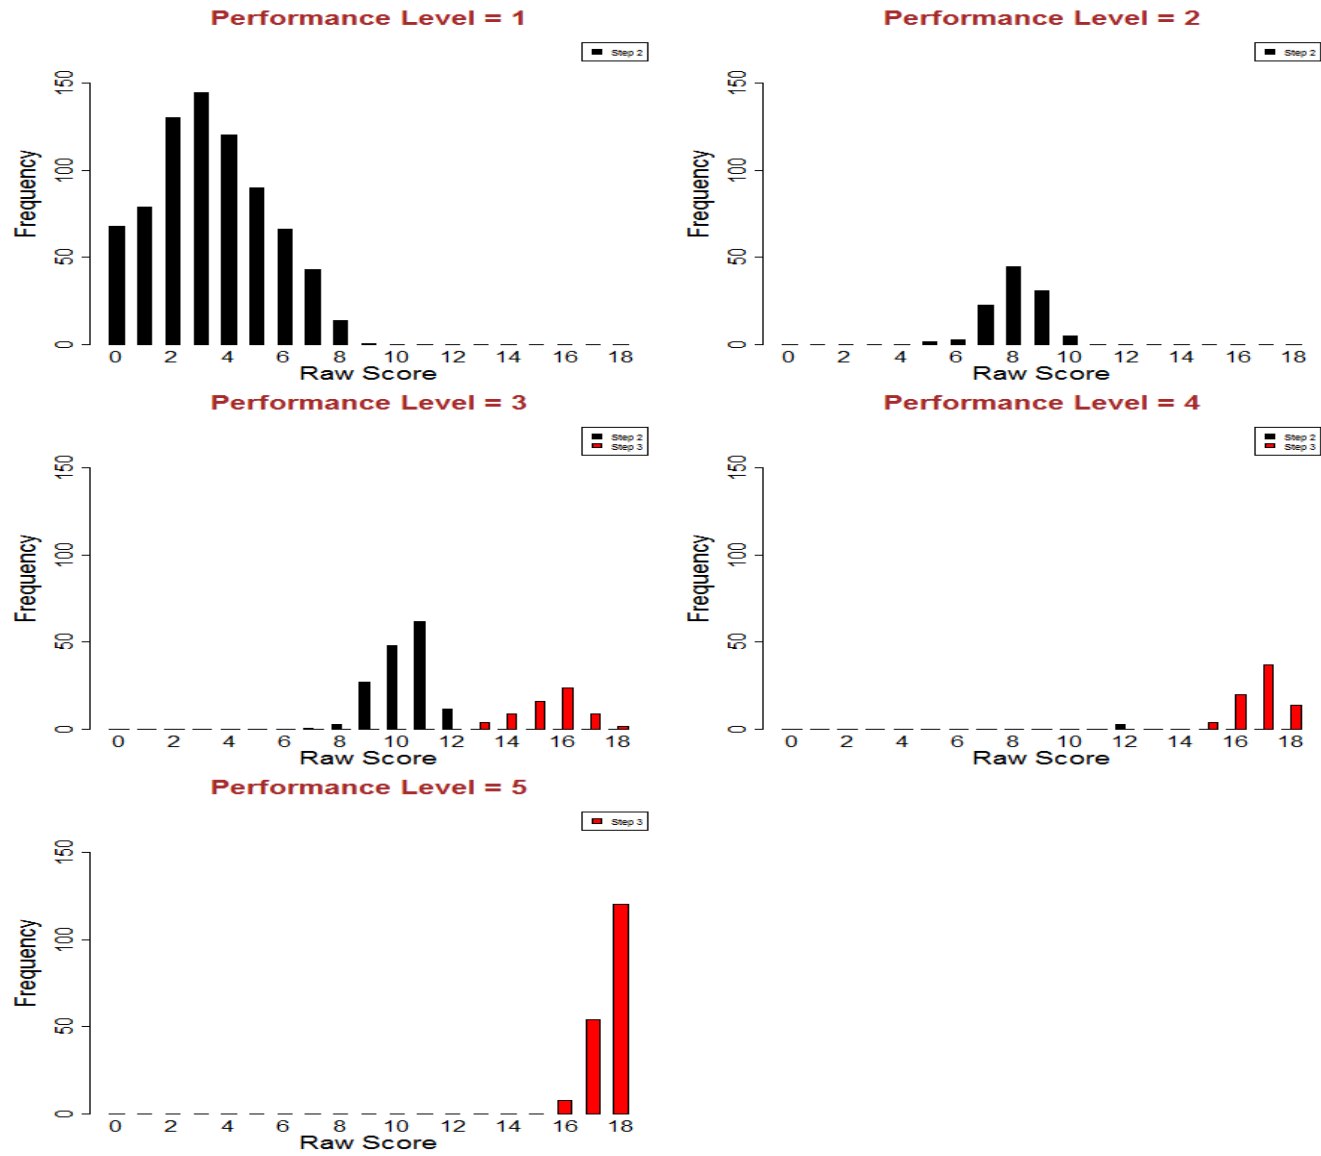 Performance Level = 1
Step 2
Frequency
150
100
50
0
0 2 4 6 8 10 12 14 16 18
Raw Score
Performance Level = 2
Step 2
Frequency
150
100
50
0
0 2 4 6 8 10 12 14 16 18
Raw Score
Performance Level = 3
Step 2
Step 3
Frequency
150
100
50
0
0 2 4 6 8 10 12 14 16 18
Raw Score
Performance Level = 4
Step 2
Step 3
Frequency
150
100
50
0
0 2 4 6 8 10 12 14 16 18
Raw Score
Performance Level = 5
Step 3
Frequency
150
100
50
0
0 2 4 6 8 10 12 14 16 18
Raw Score